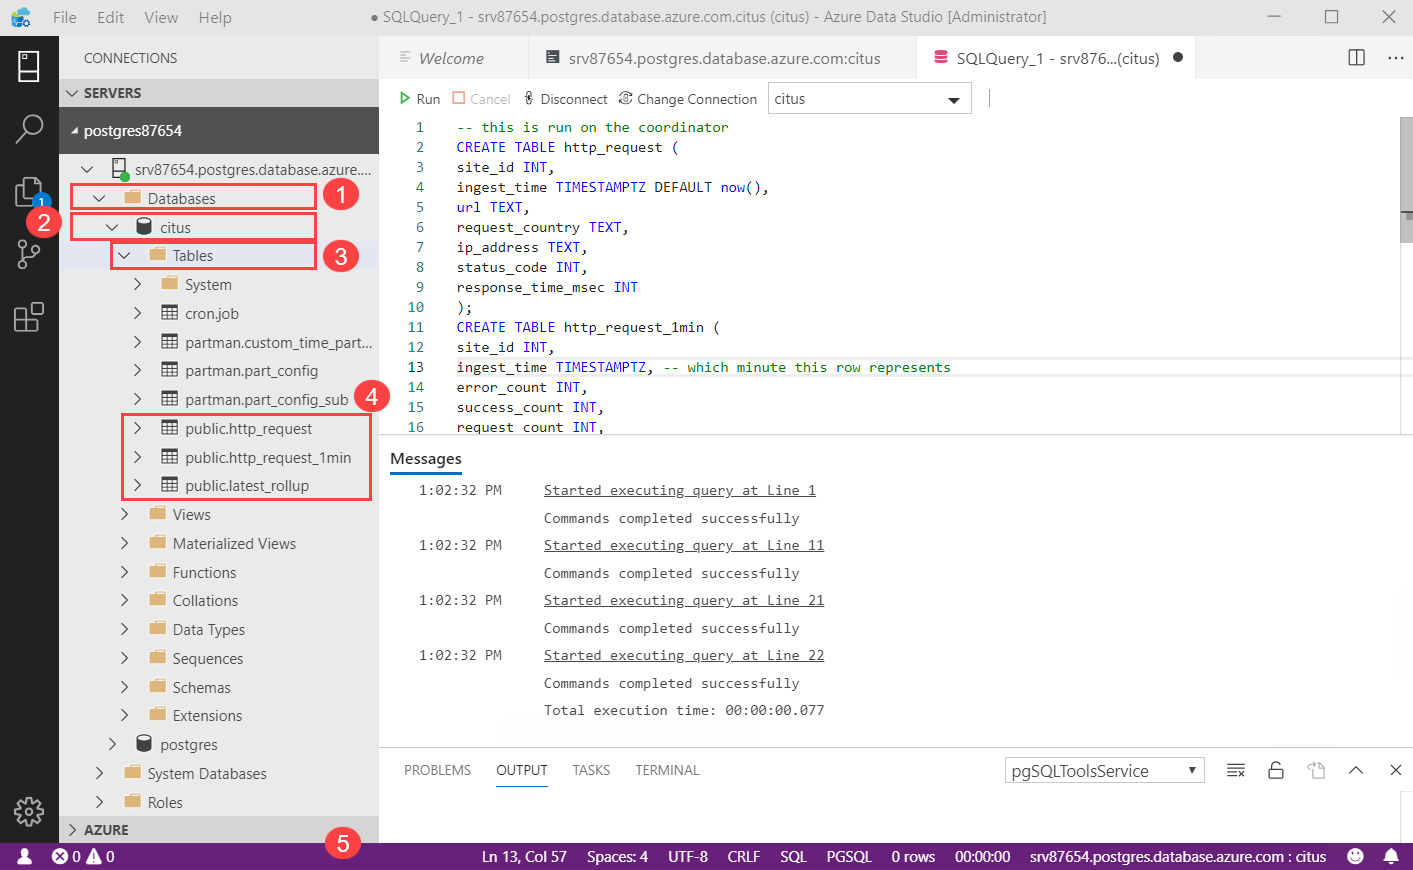 File Edit View Help
● SQLQuery_1 - srv87654.postgres.database.azure.com.citus (citus) - Azure Data Studio [Administrator]
CONNECTIONS
SERVERS
postgres87654
srv87654.postgres.database.azure....
Databases
1
2
citus
Tables
3
System
cron.job
partman.custom_time_part...
partman.part_config
partman.part_config_sub
4
public.http_request
public.http_request_1min
public.latest_rollup
Views
Materialized Views
Functions
Collations
Data Types
Sequences
Schemas
Extensions
postgres
System Databases
Roles
AZURE
5
1
Welcome
srv87654.postgres.database.azure.com:citus
SQLQuery_1 - srv876...(citus) ●
Run Cancel Disconnect Change Connection citus
1 -- this is run on the coordinator
2 CREATE TABLE http_request (
3 site_id INT,
4 ingest_time TIMESTAMPTZ DEFAULT now(),
5 url TEXT,
6 request_country TEXT,
7 ip_address TEXT,
8 status_code INT,
9 response_time_msec INT
10 );
11 CREATE TABLE http_request_1min (
12 site_id INT,
13 ingest_time TIMESTAMPTZ, -- which minute this row represents
14 error_count INT,
15 success_count INT,
16 request_count INT,
Messages
1:02:32 PM Started executing query at Line 1
Commands completed successfully
1:02:32 PM Started executing query at Line 11
Commands completed successfully
1:02:32 PM Started executing query at Line 21
Commands completed successfully
1:02:32 PM Started executing query at Line 22
Commands completed successfully
Total execution time: 00:00:00.077
PROBLEMS OUTPUT TASKS TERMINAL
pgSQLToolsService
0 0
Ln 13, Col 57 Spaces: 4 UTF-8 CRLF SQL PGSQL 0 rows 00:00:00 srv87654.postgres.database.azure.com : citus